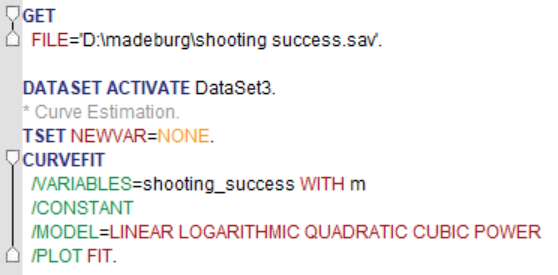 GET
FILE='D:\madeburg\shooting success.sav'.
DATASET ACTIVATE DataSet3.
* Curve Estimation.
TSET NEWVAR=NONE.
CURVEFIT
/VARIABLES=shooting_success WITH m
/CONSTANT
/MODEL=LINEAR LOGARITHMIC QUADRATIC CUBIC POWER
/PLOT FIT.